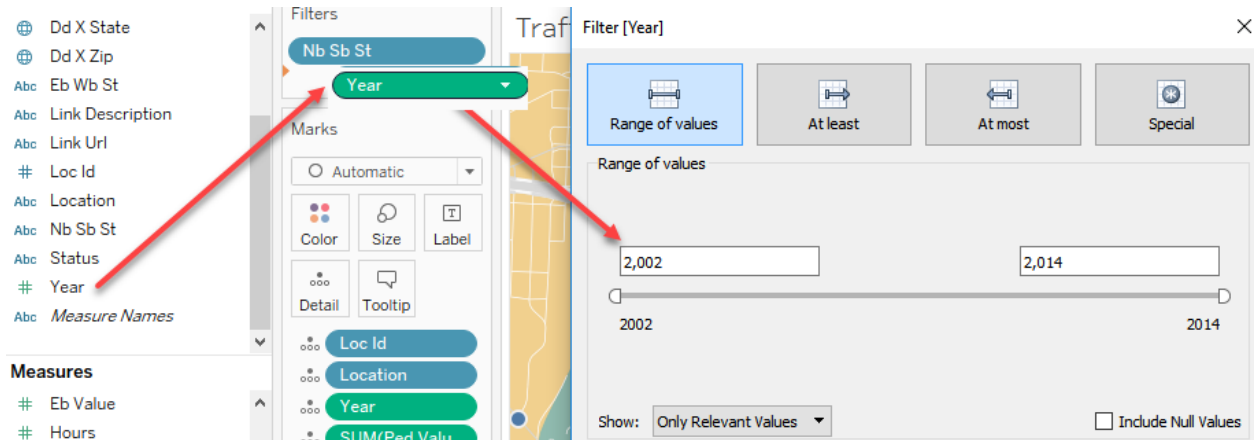 Dd X State
Dd X Zip
Abc Eb Wb St
Abc Link Description
Abc Link Url
# Loc Id
Abc Location
Abc Nb Sb St
Abc Status
# Year
Abc Measure Names
Measures
# Eb Value
# Hours
Filters
Nb Sb St
Year
Marks
Automatic
Color Size Label
T
Detail Tooltip
Loc Id
Location
Year
SUM(Ped Valu
Traf
Filter [Year]
Range of values At least At most Special
Range of values
2,002 2,014
2002 2014
Show: Only Relevant Values Include Null Values